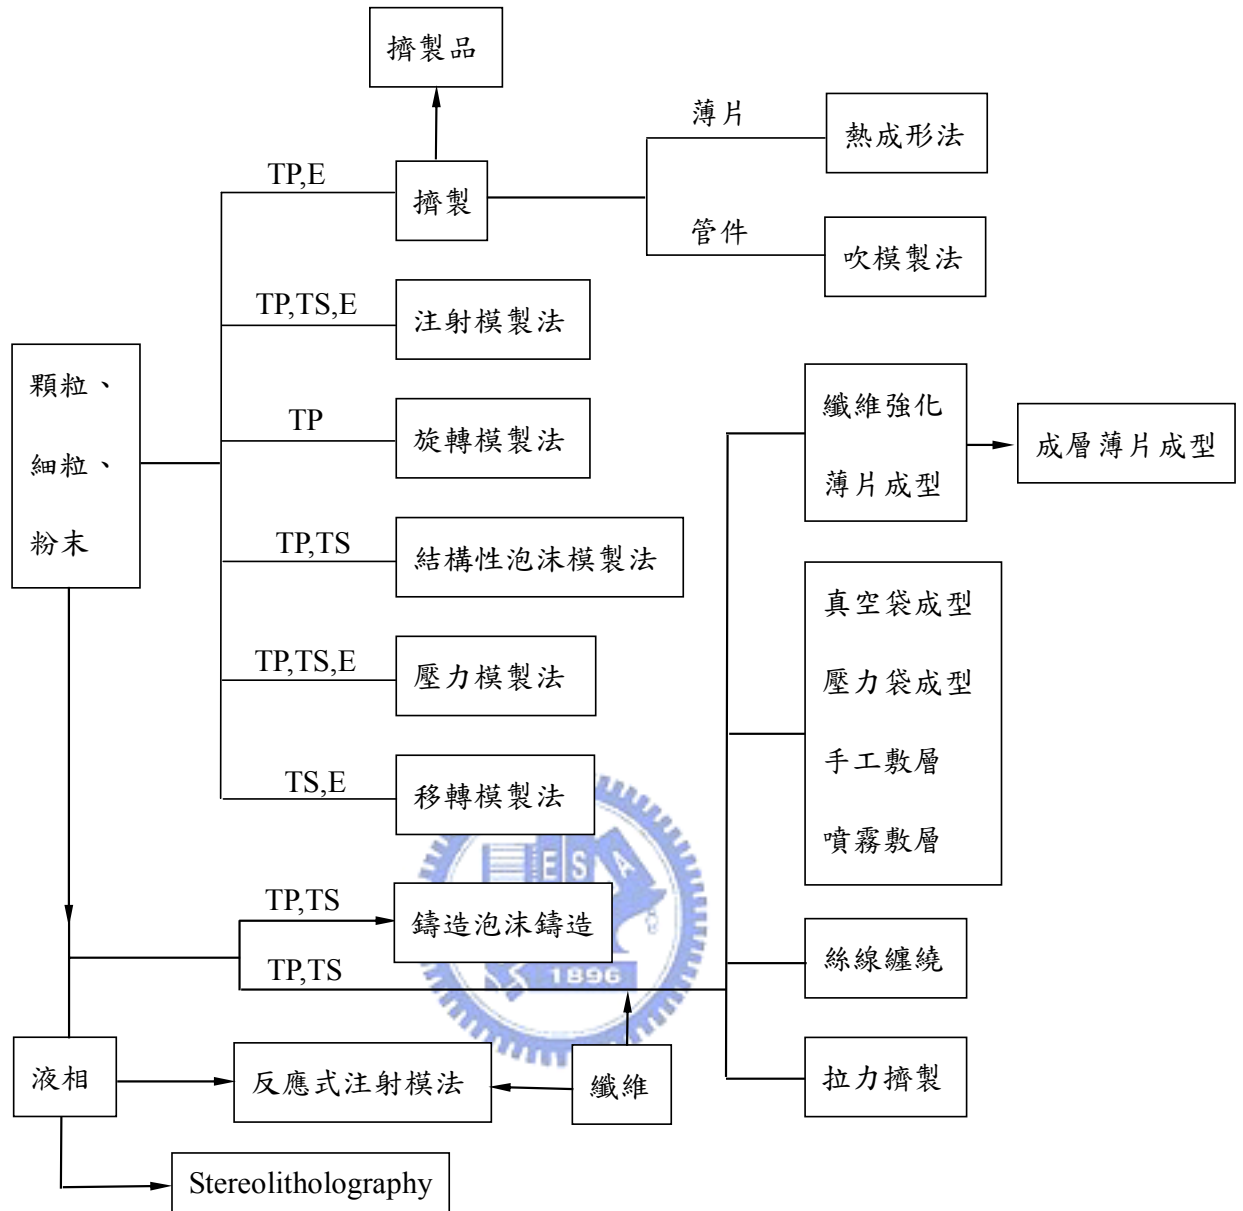 擠製品
薄片
熱成形法
TP,E
擠製
管件
吹模製法
TP,TS,E
注射模製法
顆粒、
細粒、
粉末
TP
旋轉模製法
纖維強化
薄片成型
成層薄片成型
TP,TS
結構性泡沫模製法
真空袋成型
壓力袋成型
手工敷層
噴霧敷層
TP,TS,E
壓力模製法
TS,E
移轉模製法
ESA
TP,TS
鑄造泡沫鑄造
TP,TS
1896
絲線纏繞
液相
反應式注射模法
纖維
拉力擠製
Stereolithology